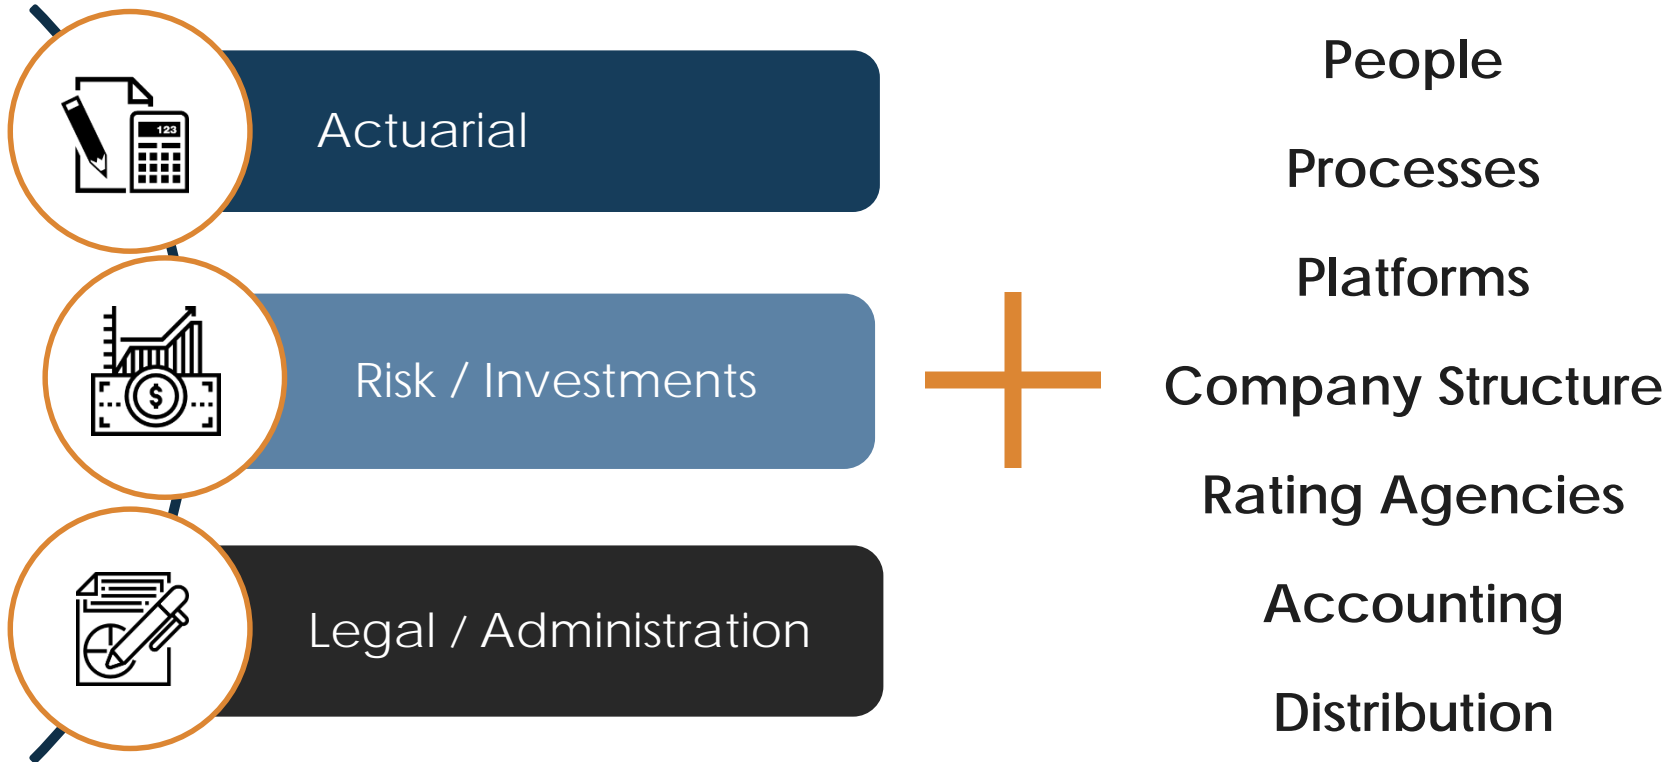 123
Actuarial
$
Risk / Investments
Legal / Administration
People
Processes
Platforms
Company Structure
Rating Agencies
Accounting
Distribution